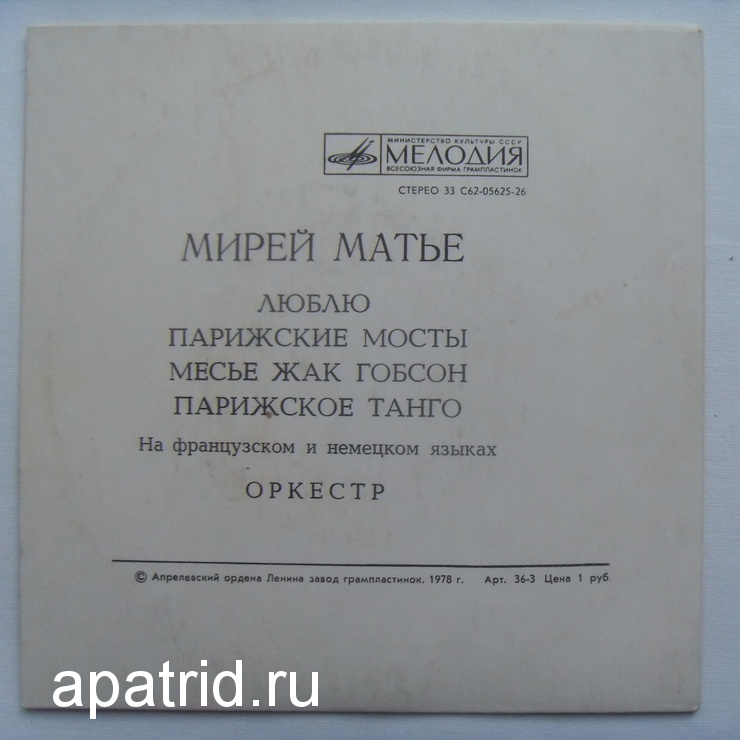 МИНИСТЕРСТВО КУЛЬТУРЫ СССР
МЕЛОДИЯ
ВСЕСОЮЗНАЯ ФИРМА ГРАМПЛАСТИНОК
СТЕРЕО 33 С62-05625-26
МИРЕЙ МАТЬЕ
ЛЮБЛЮ
ПАРИЖСКИЕ МОСТЫ
МЕСЬЕ ЖАК ГОБСОН
ПАРИЖСКОЕ ТАНГО
На французском и немецком языках
ОРКЕСТР
© Апрелевский ордена Ленина завод грампластинок. 1978 г. Арт. 36-3 Цена 1 руб
apatrid.ru